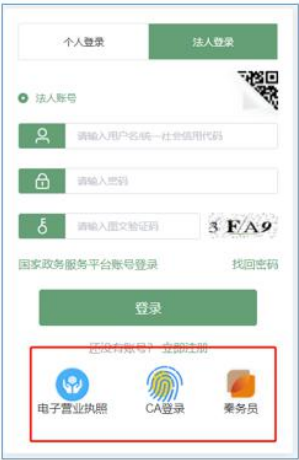 个人登录 法人登录
法人账号
请输入用户名/统一社会信用代码
请输入密码
请输入图文验证码 3 F A 9
国家政务服务平台账号登录 找回密码
登录
还没有账号? 立即注册
电子营业执照 CA登录 秦务员